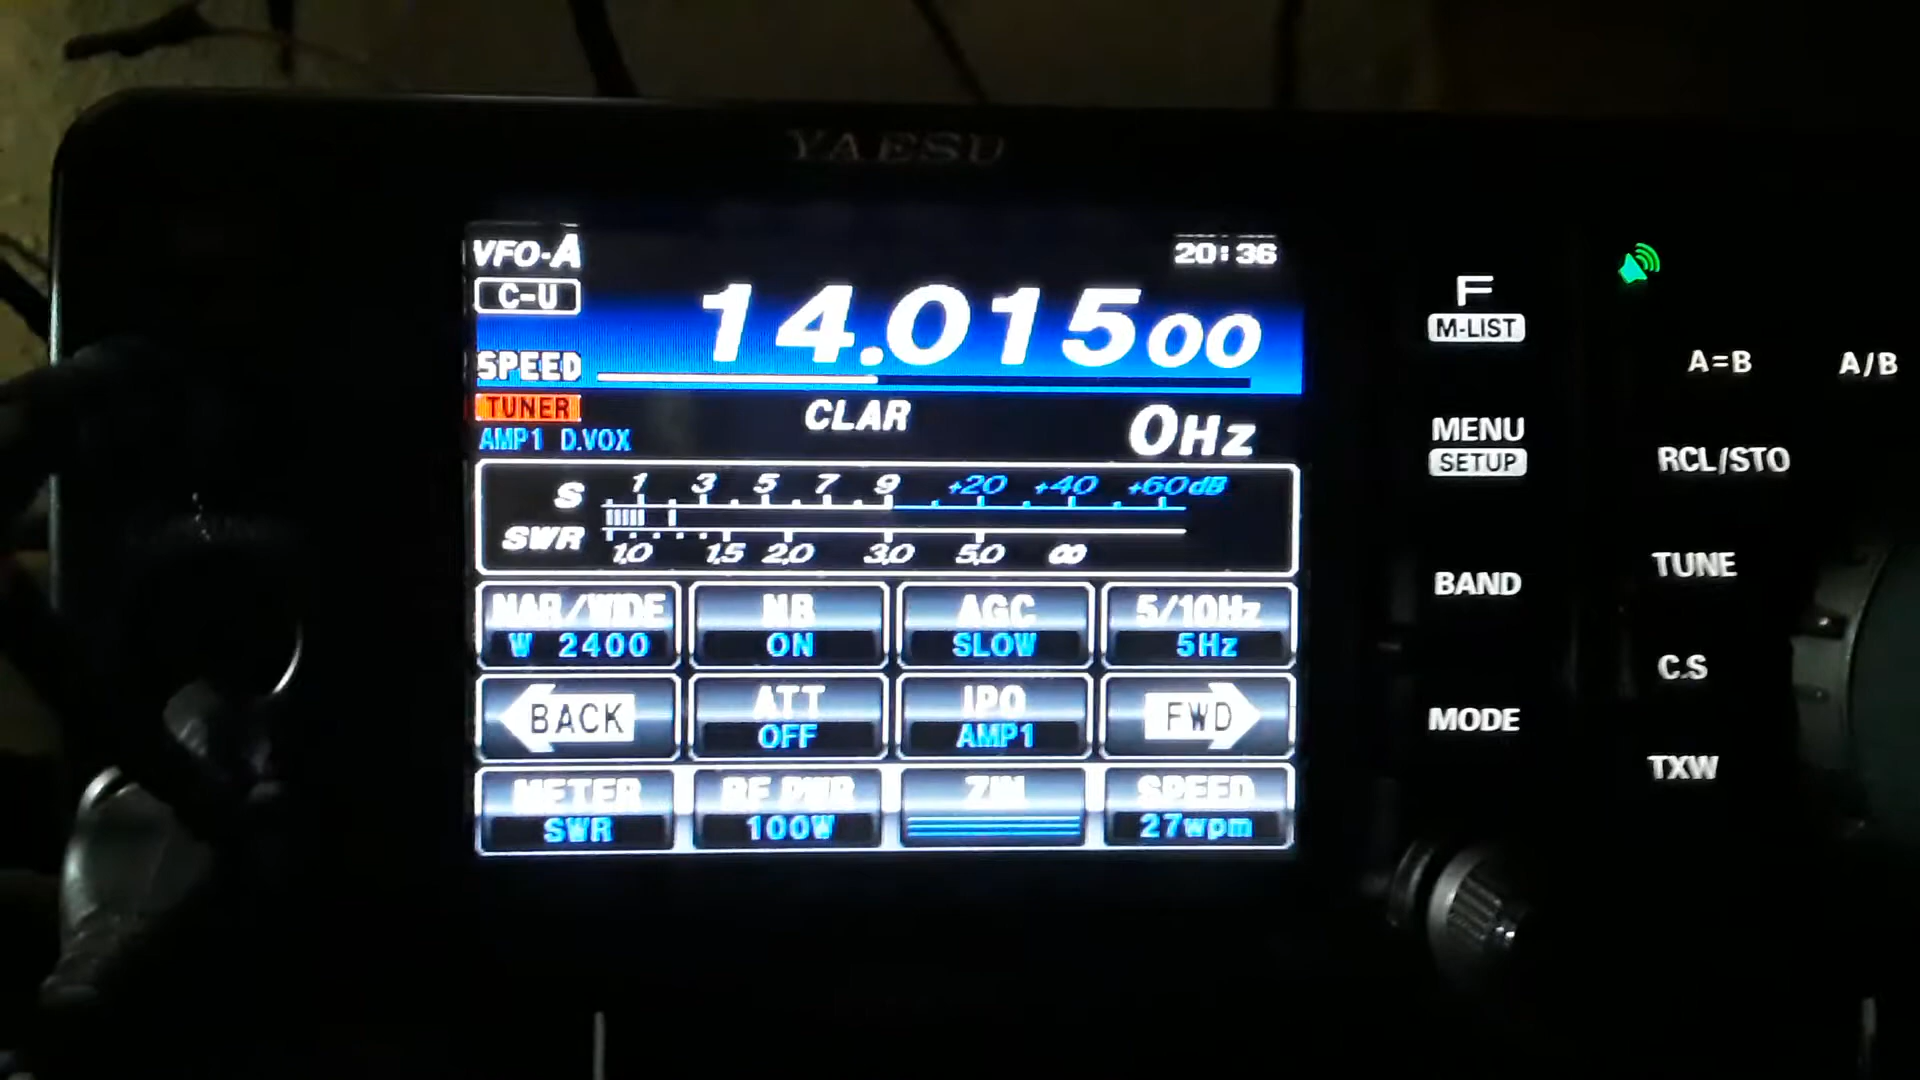 YAESU
VFO-A
20:36
C-U
14.015 00
SPEED
TUNER
CLAR
0Hz
AMP1 D.VOX
S 1 3 5 7 9 +20 +40 +60dB
SWR 1.0 1.5 2.0 3.0 5.0 ∞
NAR/WIDE
W 2400
NB
ON
AGC
SLOW
5/10Hz
5Hz
BACK
ATT
OFF
IPO
AMP1
FWD
METER
SWR
RF PWR
100W
ZIN
SPEED
27wpm
F
M-LIST
MENU
SETUP
BAND
MODE
A=B
A/B
RCL/STO
TUNE
C.S
TXW